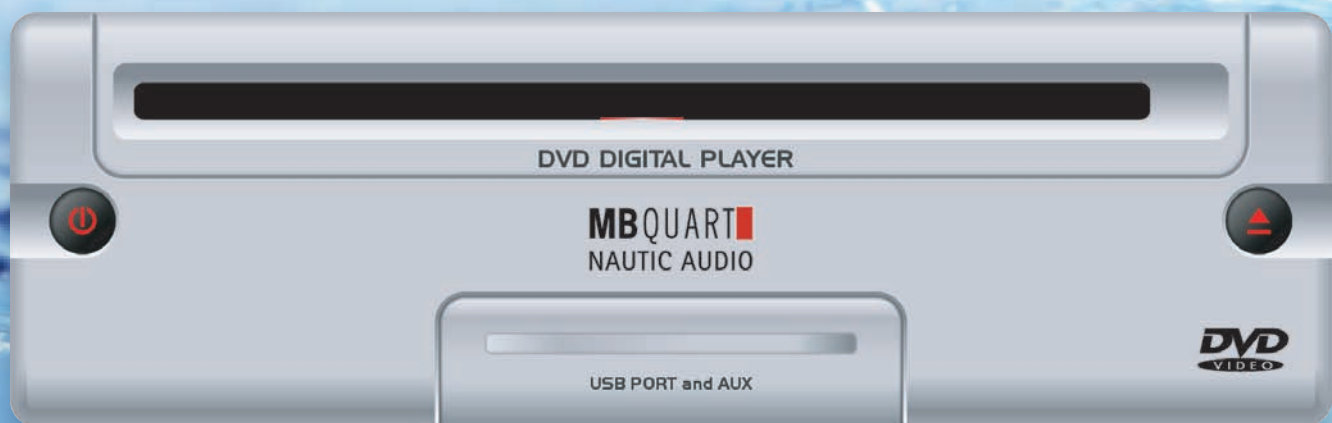 DVD DIGITAL PLAYER
MBQUART
NAUTIC AUDIO
DVD
VIDEO
USB PORT and AUX